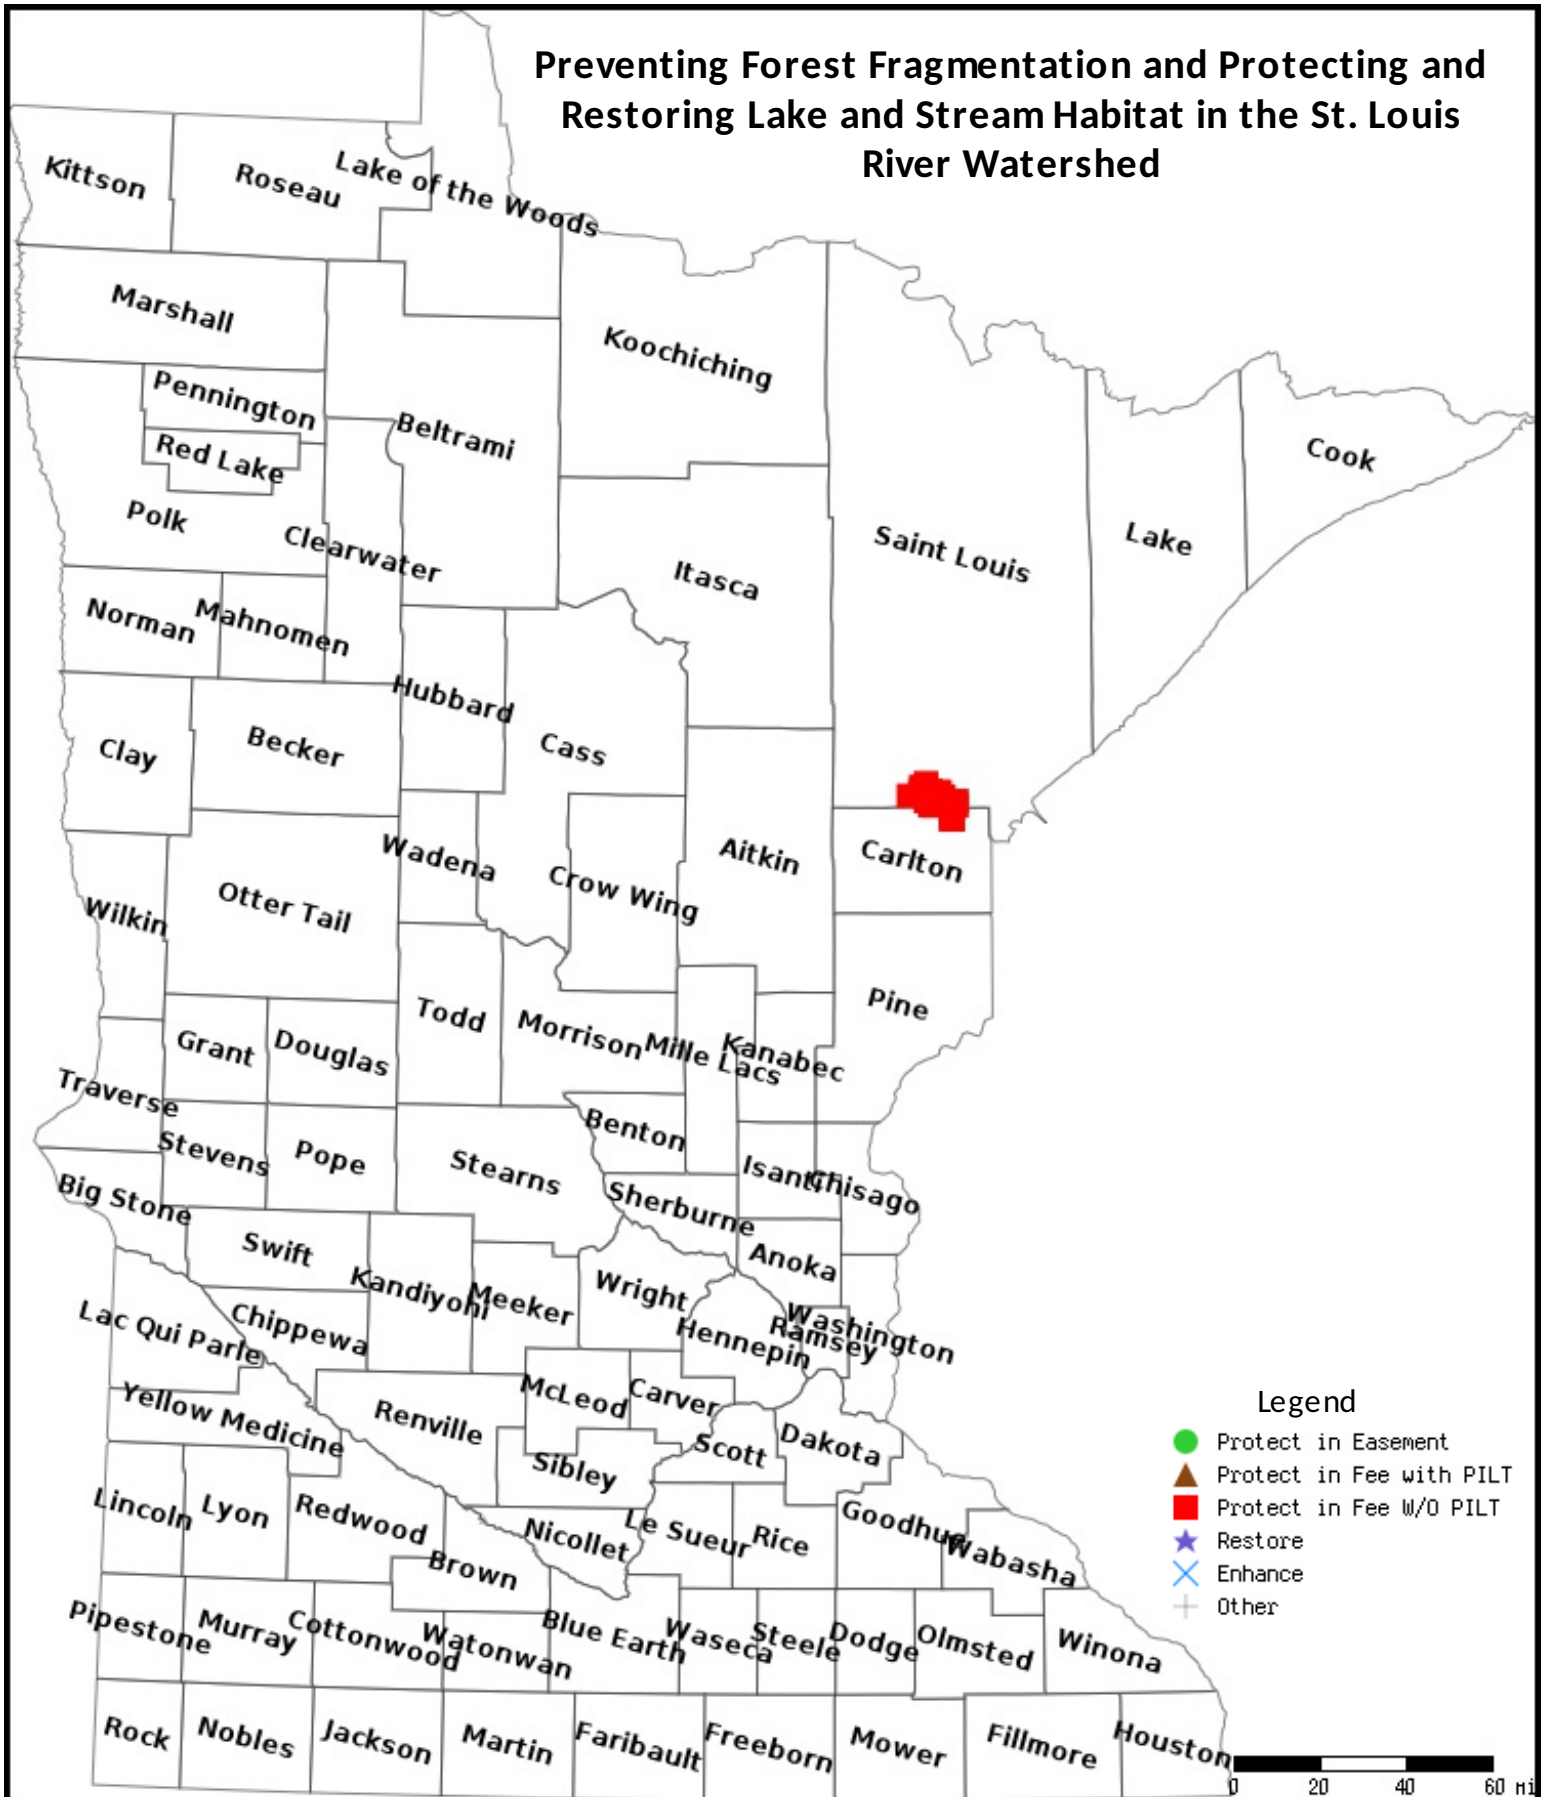 Preventing Forest Fragmentation and Protecting and
Restoring Lake and Stream Habitat in the St. Louis
River Watershed
Kittson
Roseau
Lake of the Woods
Marshall
Koochiching
Pennington
Beltrami
Red Lake
Cook
Polk
Clearwater
Saint Louis
Lake
Itasca
Norman
Mahnomen
Hubbard
Clay
Becker
Cass
Wadena
Aitkin
Carlton
Otter Tail
Crow Wing
Wilkin
Pine
Todd
Morrison
Mille Lacs
Kanabec
Grant
Douglas
Traverse
Benton
Stevens
Pope
Stearns
Isanti
Chisago
Big Stone
Sherburne
Swift
Anoka
Kandiyohi
Meeker
Wright
Lac Qui Parle
Chippewa
Hennepin
Ramsey
Washington
McLeod
Carver
Yellow Medicine
Renville
Scott
Dakota
Sibley
Lincoln
Lyon
Redwood
Nicollet
Le Sueur
Rice
Goodhue
Wabasha
Brown
Pipestone
Murray
Cottonwood
Watonwan
Blue Earth
Waseca
Steele
Dodge
Olmsted
Winona
Rock
Nobles
Jackson
Martin
Faribault
Freeborn
Mower
Fillmore
Houston
Legend
Protect in Easement
Protect in Fee with PILT
Protect in Fee W/O PILT
Restore
Enhance
Other
0 20 40 60 mi